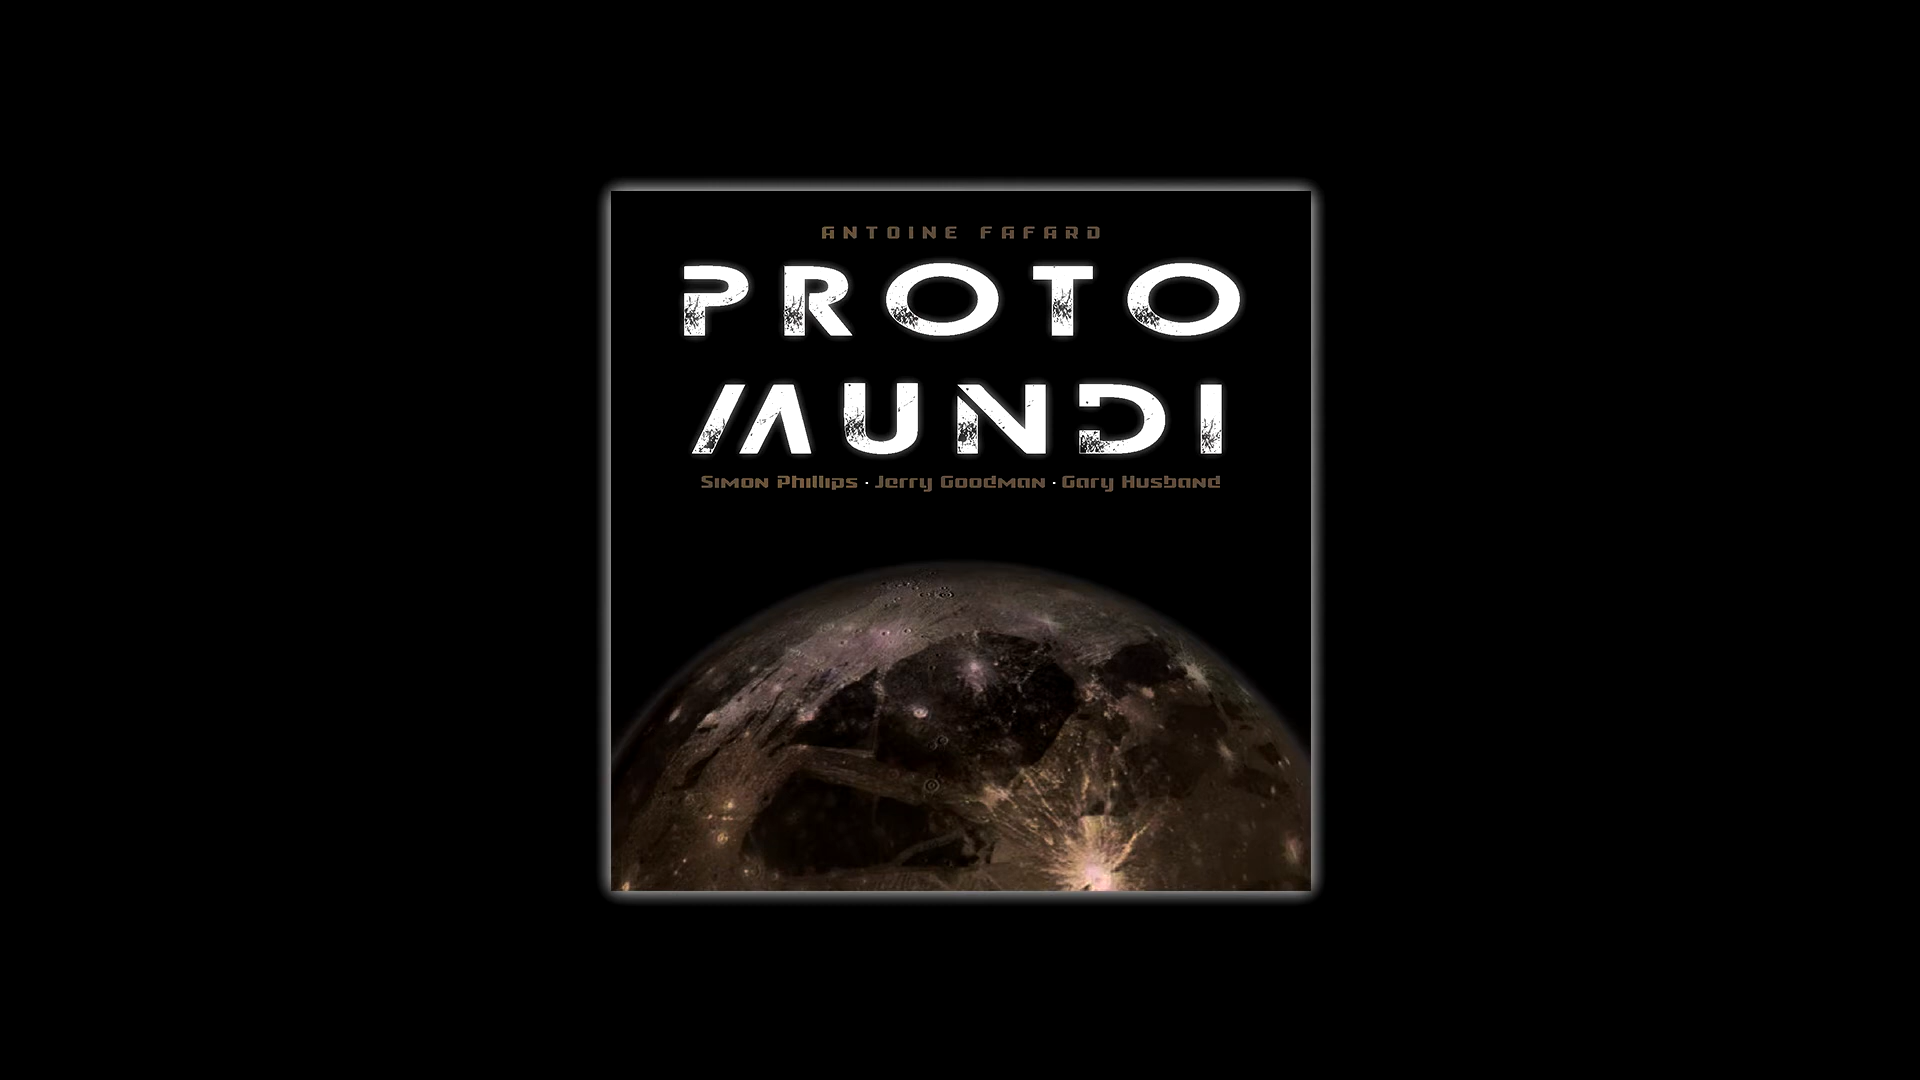 ANTOINE FAFARD
PROTO
MUNDI
Simon Phillips · Jerry Goodman · Gary Husband